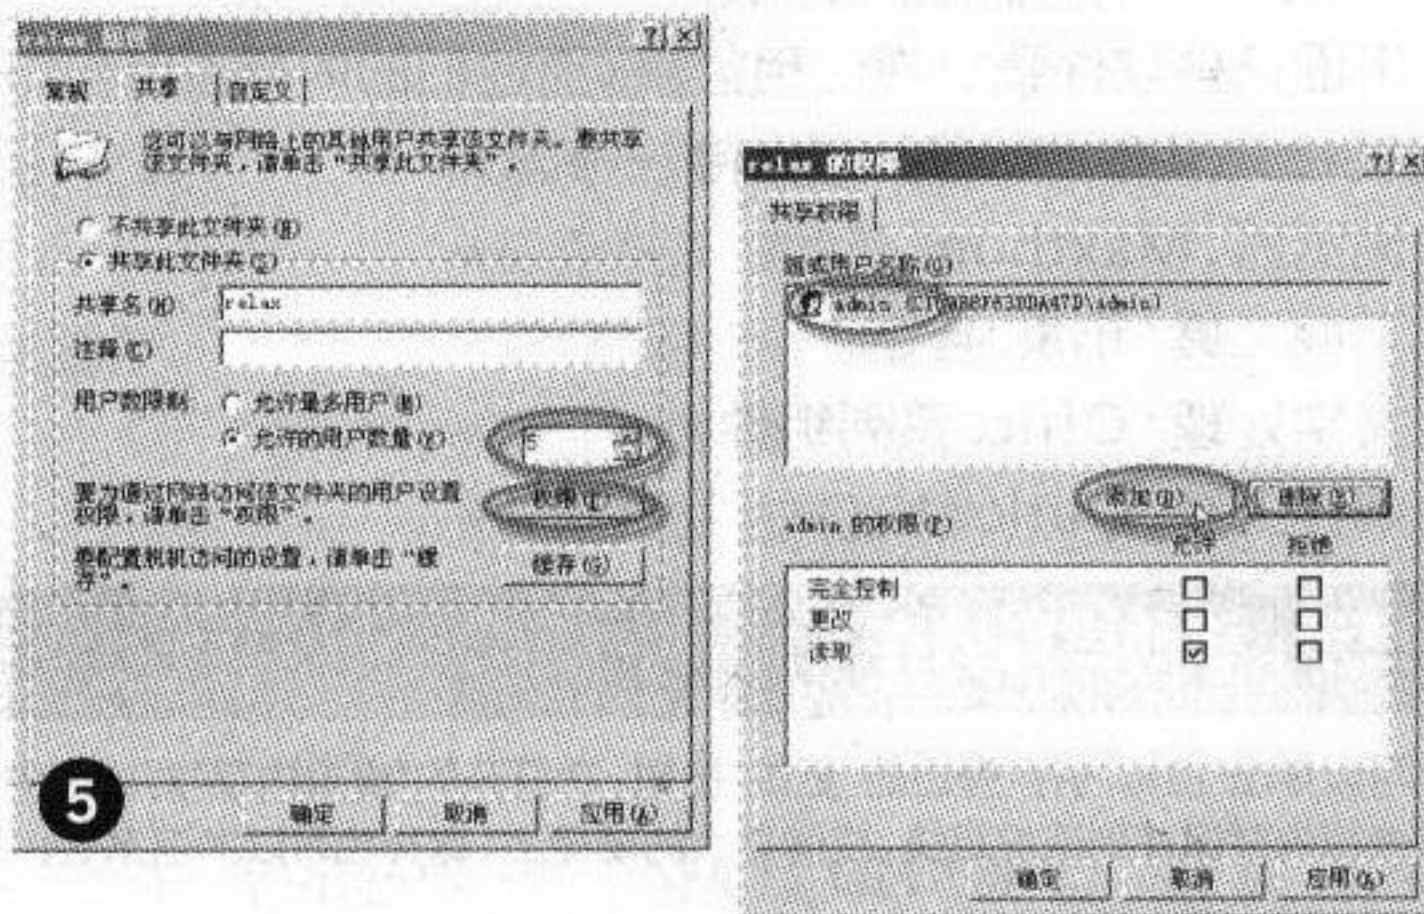 relax 属性
常规 共享 自定义
您可以与网络上的其他用户共享该文件夹。要共享
该文件夹，请单击“共享此文件夹”。
不共享此文件夹(N)
共享此文件夹(S)
共享名(H) relax
注释(C)
用户数限制 允许最多用户(M)
允许的用户数量(W) 5
要为通过网络访问该文件夹的用户设置
权限，请单击“权限”。
权限(P)
要配置脱机访问的设置，请单击“缓
存”。
缓存(G)
确定 取消 应用(A)
5
relax 的权限
共享权限
组或用户名称(G)
admin
添加(D) 删除(R)
admin 的权限(P) 允许 拒绝
完全控制
更改
读取
确定 取消 应用(A)